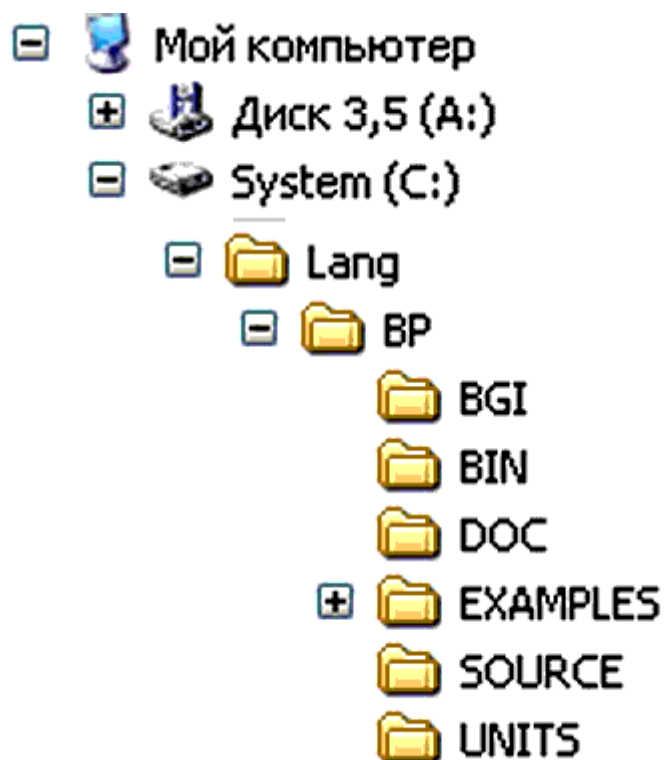 Мой компьютер
Диск 3,5 (A:)
System (C:)
Lang
BP
BGI
BIN
DOC
EXAMPLES
SOURCE
UNITS